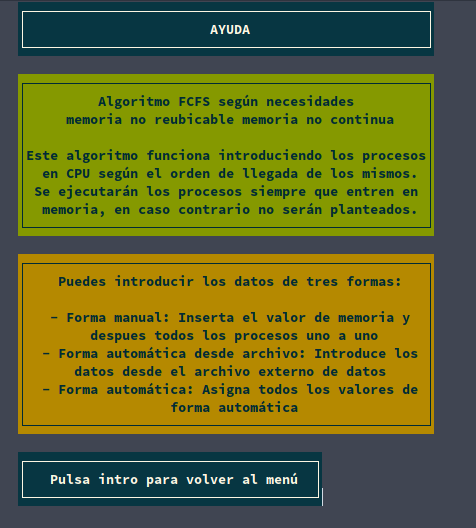 AYUDA
Algoritmo FCFS según necesidades
memoria no reubicable memoria no continua
Este algoritmo funciona introduciendo los procesos
en CPU según el orden de llegada de los mismos.
Se ejecutarán los procesos siempre que entren en
memoria, en caso contrario no serán planteados.
Puedes introducir los datos de tres formas:
- Forma manual: Inserta el valor de memoria y
despues todos los procesos uno a uno
- Forma automática desde archivo: Introduce los
datos desde el archivo externo de datos
- Forma automática: Asigna todos los valores de
forma automática
Pulsa intro para volver al menú